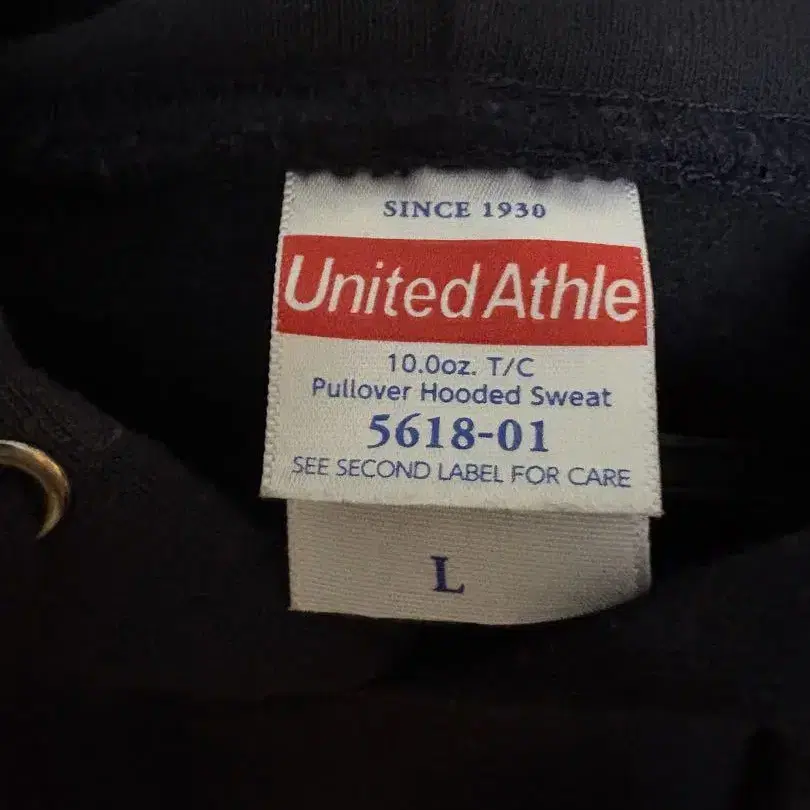 SINCE 1930
United Athle
10.0oz. T/C
Pullover Hooded Sweat
5618-01
SEE SECOND LABEL FOR CARE
L